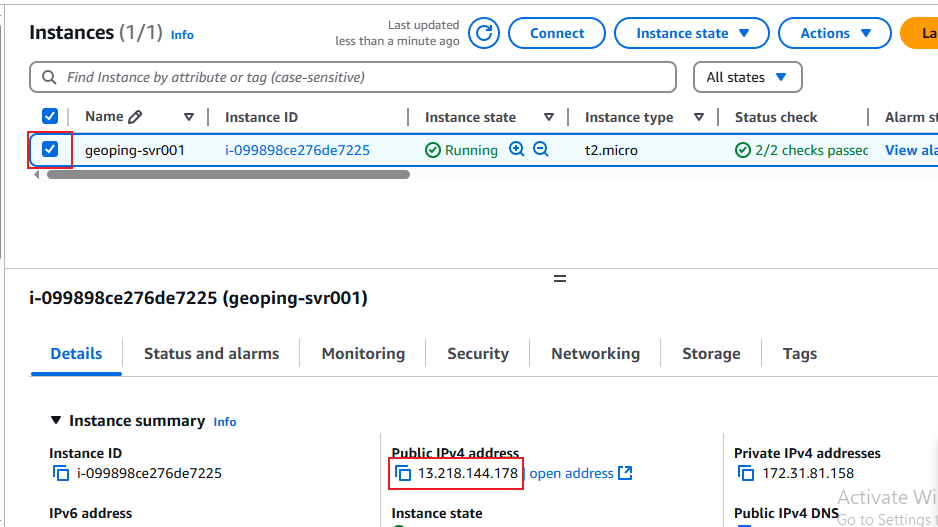 Instances (1/1) Info
Last updated
less than a minute ago
Connect
Instance state
Actions
La
Find Instance by attribute or tag (case-sensitive)
All states
Name
Instance ID
Instance state
Instance type
Status check
Alarm st
geoping-svr001
i-099898ce276de7225
Running
t2.micro
2/2 checks passec
View ala
i-099898ce276de7225 (geoping-svr001)
Details
Status and alarms
Monitoring
Security
Networking
Storage
Tags
Instance summary Info
Instance ID
i-099898ce276de7225
Public IPv4 address
13.218.144.178 | open address
Private IPv4 addresses
172.31.81.158
IPv6 address
Instance state
Public IPv4 DNS
Activate Wi
Go to Settings t